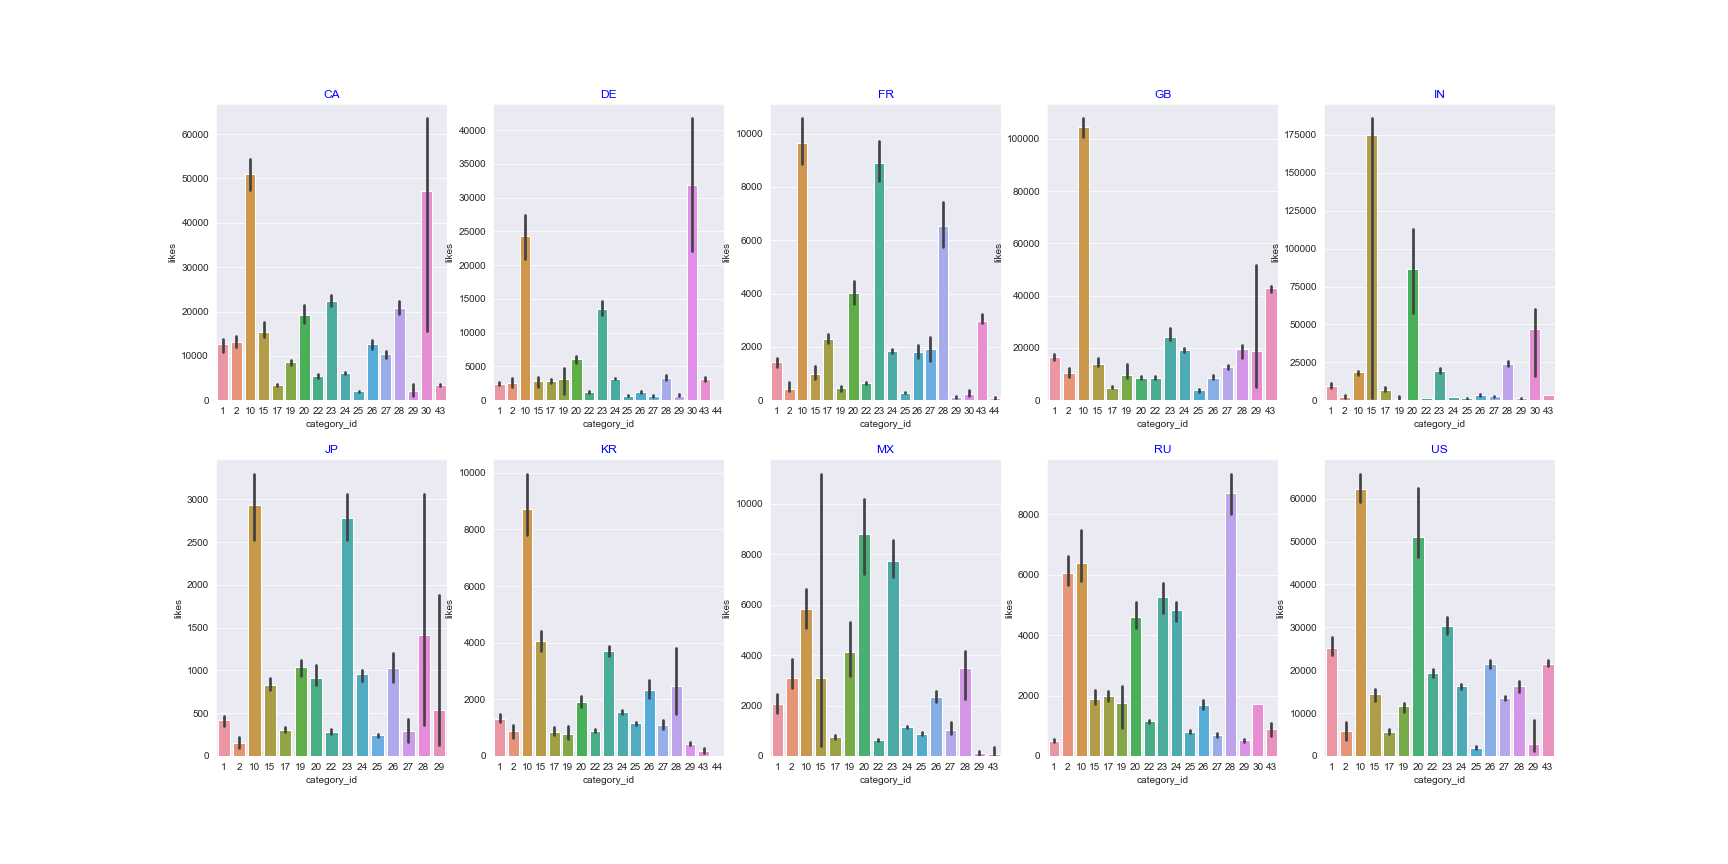 CA
60000
50000
40000
30000
20000
10000
0
likes
1 2 10 15 17 19 20 22 23 24 25 26 27 28 29 30 43
category_id
DE
40000
35000
30000
25000
20000
15000
10000
5000
0
1 2 10 15 17 19 20 22 23 24 25 26 27 28 29 30 43 44
category_id
likes
FR
10000
8000
6000
4000
2000
0
1 2 10 15 17 19 20 22 23 24 25 26 27 28 29 30 43 44
category_id
GB
100000
80000
60000
40000
20000
0
likes
1 2 10 15 17 19 20 22 23 24 25 26 27 28 29 43
category_id
IN
175000
150000
125000
100000
75000
50000
25000
0
likes
1 2 10 15 17 19 20 22 23 24 25 26 27 28 29 30 43
category_id
JP
3000
2500
2000
1500
1000
500
0
likes
1 2 10 15 17 19 20 22 23 24 25 26 27 28 29
category_id
KR
10000
8000
6000
4000
2000
0
likes
1 2 10 15 17 19 20 22 23 24 25 26 27 28 29 43 44
category_id
MX
10000
8000
6000
4000
2000
0
likes
1 2 10 15 17 19 20 22 23 24 25 26 27 28 29 43
category_id
RU
8000
6000
4000
2000
0
likes
1 2 10 15 17 19 20 22 23 24 25 26 27 28 29 30 43
category_id
US
60000
50000
40000
30000
20000
10000
0
likes
1 2 10 15 17 19 20 22 23 24 25 26 27 28 29 43
category_id